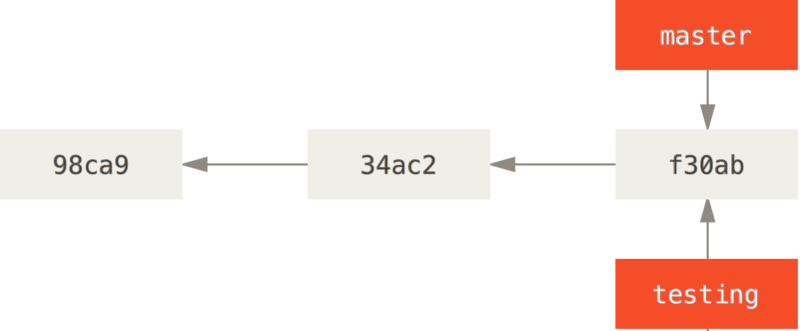 master
98ca9
34ac2
f30ab
testing